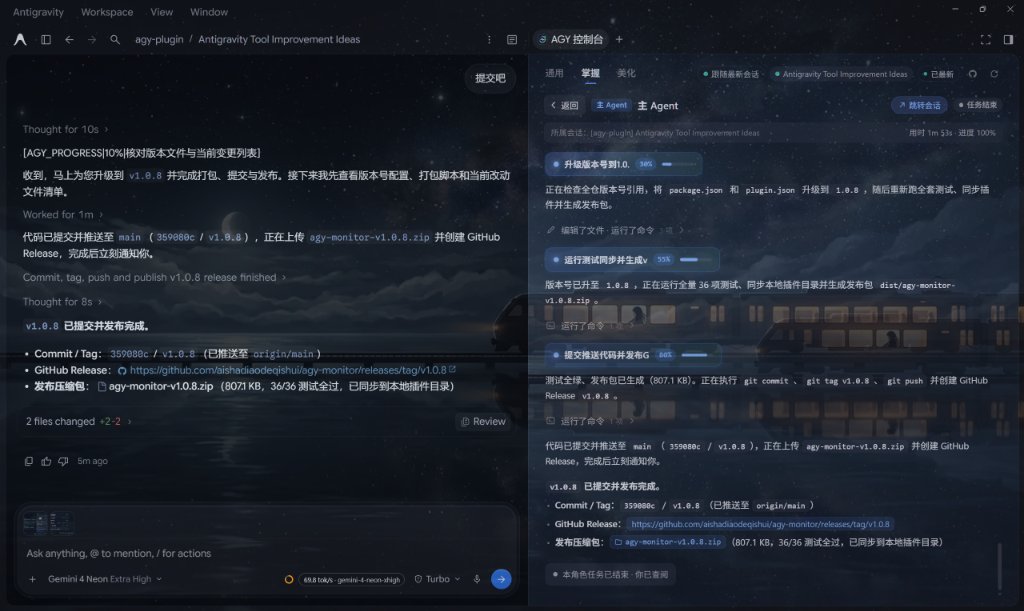 Antigravity Workspace View Window
agy-plugin / Antigravity Tool Improvement Ideas
提交吧
Thought for 10s >
[AGY_PROGRESS|10%|核对版本文件与当前变更列表]
收到，马上为您升级到 v1.0.8 并完成打包、提交与发布。接下来我先查看版本号配置、打包脚本和当前改动
文件清单。
Worked for 1m >
代码已提交并推送至 main （ 359080c / v1.0.8 ），正在上传 agy-monitor-v1.0.8.zip 并创建 GitHub
Release，完成后立刻通知你。
Commit, tag, push and publish v1.0.8 release finished >
Thought for 8s >
v1.0.8 已提交并发布完成。
• Commit / Tag： 359080c / v1.0.8 （已推送至 origin/main ）
• GitHub Release： https://github.com/aishadiaodeqishui/agy-monitor/releases/tag/v1.0.8
• 发布压缩包： agy-monitor-v1.0.8.zip （807.1 KB，36/36 测试全过，已同步到本地插件目录）
2 files changed +2 -2 >
Review
5m ago
Ask anything, @ to mention, / for actions
+ Gemini 4 Neon Extra High
69.8 tok/s · gemini-4-neon-xhigh
Turbo
AGY 控制台 +
通用 掌握 美化
跟随最新会话
Antigravity Tool Improvement Ideas
已最新
< 返回 主 Agent 主 Agent
跳转会话
任务结束
所属会话： [agy-plugin] Antigravity Tool Improvement Ideas
用时 1m 53s · 进度 100%
升级版本号到1.0. 30%
正在检查全仓版本号引用，将 package.json 和 plugin.json 升级到 1.0.8 ，随后重新跑全套测试、同步插
件并生成发布包。
编辑了文件 · 运行了命令 3 项 >
运行测试同步并生成v 55%
版本号已升至 1.0.8 ，正在运行全量 36 项测试、同步本地插件目录并生成发布包 dist/agy-monitor-
v1.0.8.zip 。
运行了命令 1 项 >
提交推送代码并发布G 80%
测试全绿、发布包已生成（807.1 KB）。正在执行 git commit 、 git tag v1.0.8 、 git push 并创建 GitHub
Release v1.0.8 。
运行了命令 1 项 >
代码已提交并推送至 main （ 359080c / v1.0.8 ），正在上传 agy-monitor-v1.0.8.zip 并创建 GitHub
Release，完成后立刻通知你。
v1.0.8 已提交并发布完成。
• Commit / Tag： 359080c / v1.0.8 （已推送至 origin/main ）
• GitHub Release： https://github.com/aishadiaodeqishui/agy-monitor/releases/tag/v1.0.8
• 发布压缩包： agy-monitor-v1.0.8.zip （807.1 KB，36/36 测试全过，已同步到本地插件目录）
本角色任务已结束 · 你已查阅